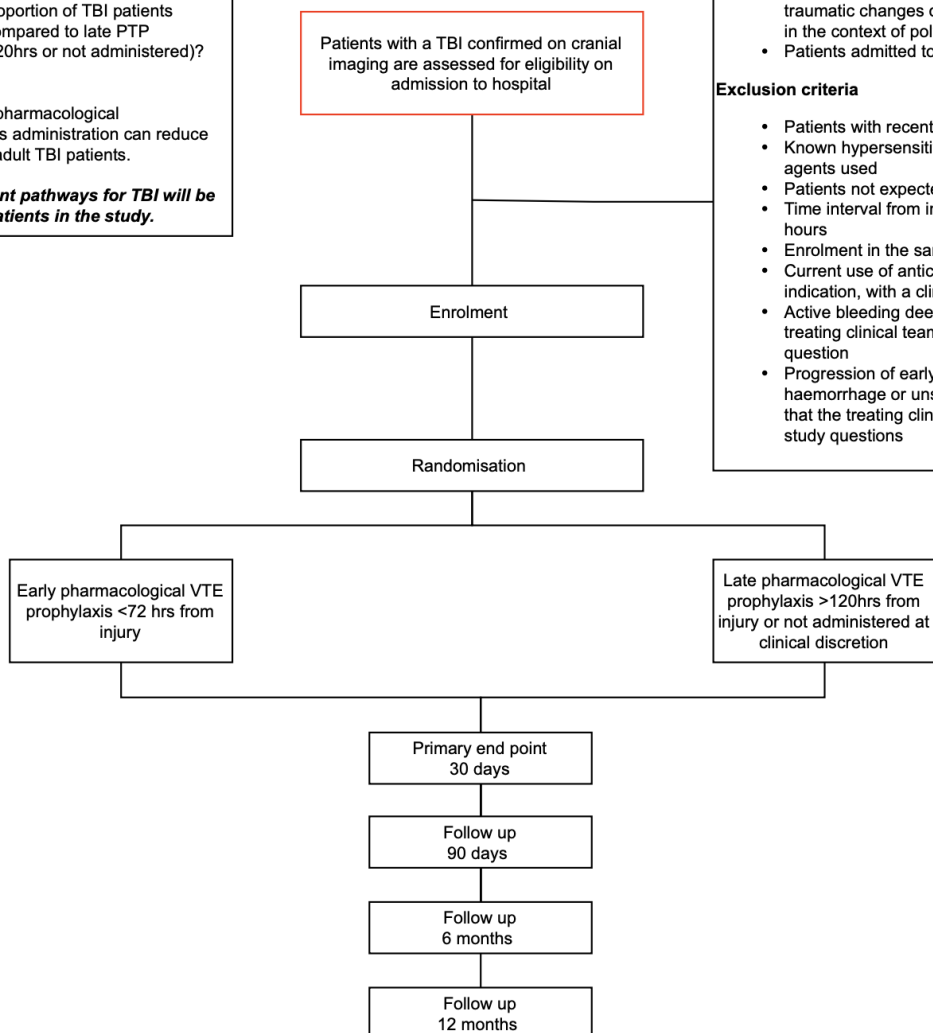 oportion of TBI patients
ompared to late PTP
20hrs or not administered)?
pharmacological
s administration can reduce
adult TBI patients.
nt pathways for TBI will be
atients in the study.
Patients with a TBI confirmed on cranial
imaging are assessed for eligibility on
admission to hospital
traumatic changes
in the context of pol
• Patients admitted to
Exclusion criteria
• Patients with recent
• Known hypersensiti
agents used
• Patients not expecte
• Time interval from in
hours
• Enrolment in the sa
• Current use of antic
indication, with a cli
• Active bleeding dee
treating clinical team
question
• Progression of early
haemorrhage or uns
that the treating clin
study questions
Enrolment
Randomisation
Early pharmacological VTE
prophylaxis <72 hrs from
injury
Late pharmacological VTE
prophylaxis >120hrs from
injury or not administered at
clinical discretion
Primary end point
30 days
Follow up
90 days
Follow up
6 months
Follow up
12 months